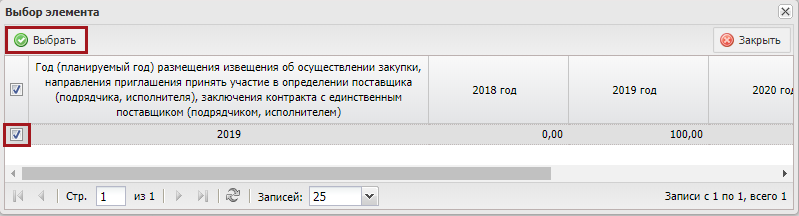 Выбор элемента
Выбрать
Закрыть
Год (планируемый год) размещения извещения об осуществлении закупки,
направления приглашения принять участие в определении поставщика
(подрядчика, исполнителя), заключения контракта с единственным
поставщиком (подрядчиком, исполнителем)
2018 год
2019 год
2020 год
2019
0,00
100,00
Стр. 1 из 1
Записей: 25
Записи с 1 по 1, всего 1